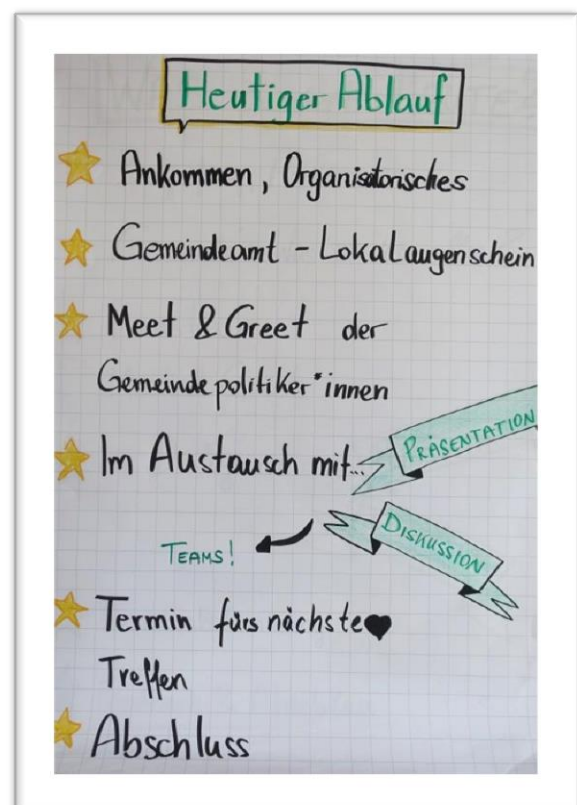 Heutiger Ablauf
Ankommen, Organisatorisches
Gemeindeamt - Lokalaugenschein
Meet & Greet der
Gemeindepolitiker*innen
Im Austausch mit...
PRÄSENTATION
DISKUSSION
TEAMS!
Termin fürs nächste
Treffen
Abschluss